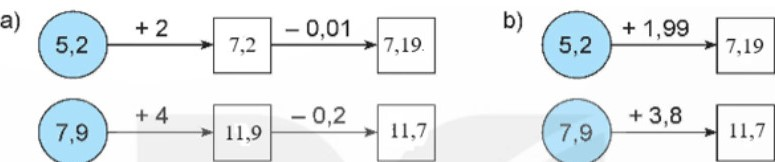 a) 5,2 + 2 7,2 – 0,01 7,19. b) 5,2 + 1,99 7,19
7,9 + 4 11,9 – 0,2 11,7 7,9 + 3,8 11,7